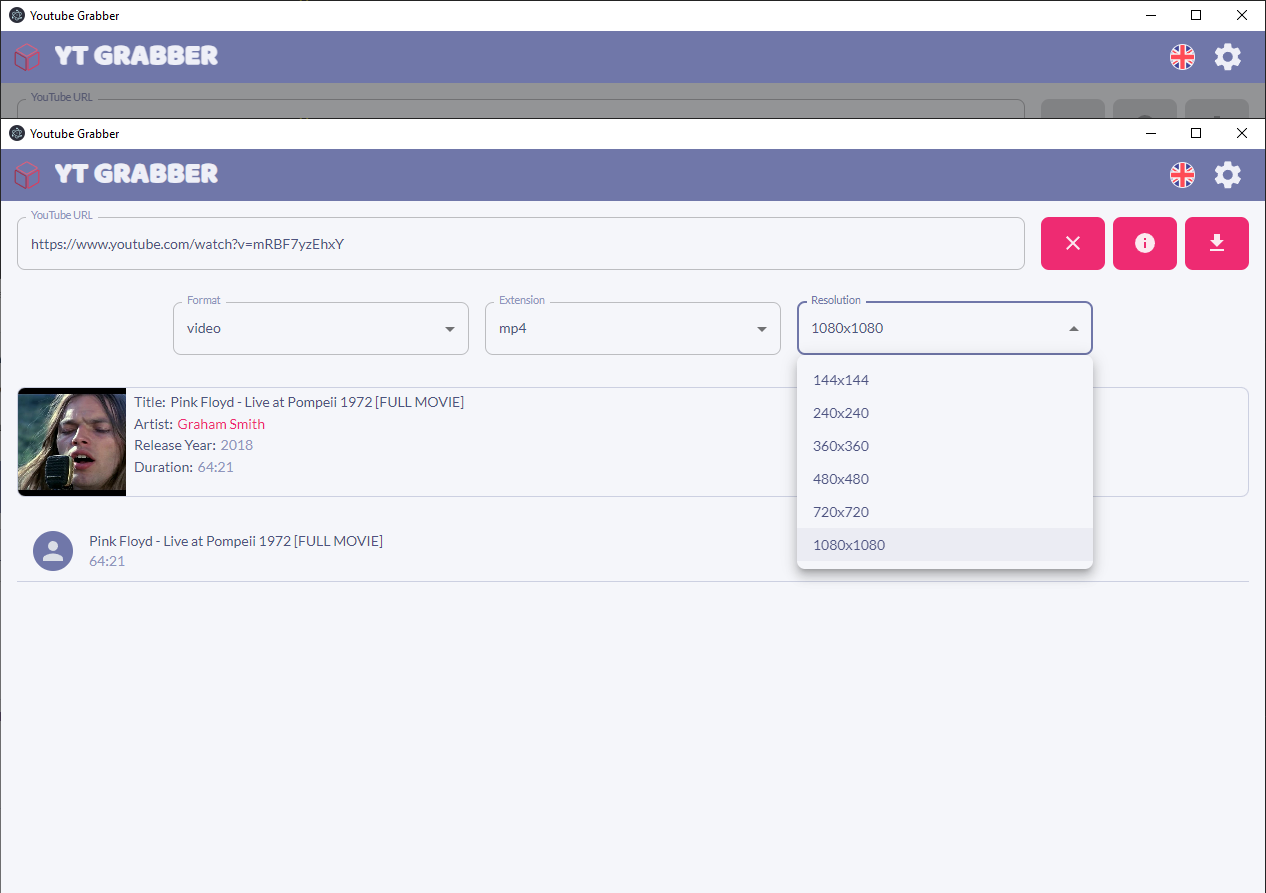 Youtube Grabber
YT GRABBER
YouTube URL
Youtube Grabber
YT GRABBER
YouTube URL
https://www.youtube.com/watch?v=mRBF7yzEhxY
Format
video
Extension
mp4
Resolution
1080x1080
144x144
240x240
360x360
480x480
720x720
1080x1080
Title: Pink Floyd - Live at Pompeii 1972 [FULL MOVIE]
Artist: Graham Smith
Release Year: 2018
Duration: 64:21
Pink Floyd - Live at Pompeii 1972 [FULL MOVIE]
64:21